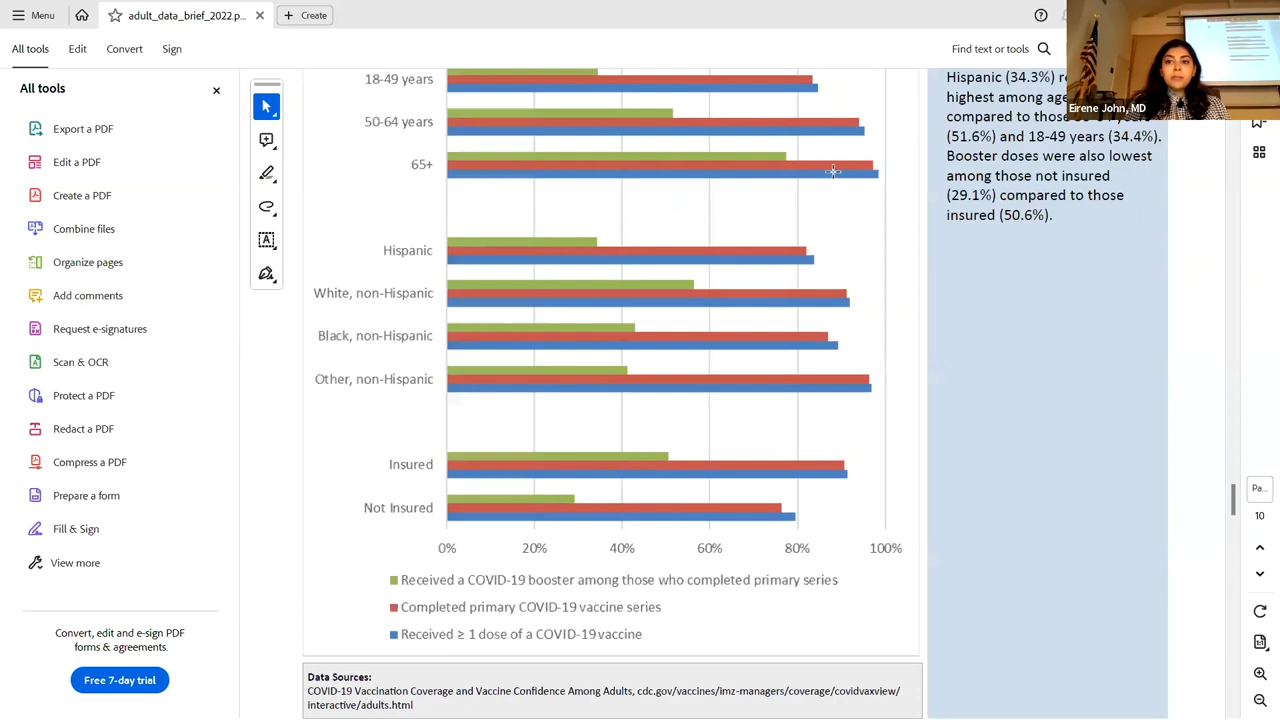 Menu
adult_data_brief_2022.p...
Create
All tools
Edit
Convert
Sign
Find text or tools
All tools
Export a PDF
Edit a PDF
Create a PDF
Combine files
Organize pages
Add comments
Request e-signatures
Scan & OCR
Protect a PDF
Redact a PDF
Compress a PDF
Prepare a form
Fill & Sign
View more
Convert, edit and e-sign PDF
forms & agreements.
Free 7-day trial
18-49 years
50-64 years
65+
Hispanic
White, non-Hispanic
Black, non-Hispanic
Other, non-Hispanic
Insured
Not Insured
0% 20% 40% 60% 80% 100%
Received a COVID-19 booster among those who completed primary series
Completed primary COVID-19 vaccine series
Received ≥ 1 dose of a COVID-19 vaccine
Data Sources:
COVID-19 Vaccination Coverage and Vaccine Confidence Among Adults, cdc.gov/vaccines/imz-managers/coverage/covidvaxview/
interactive/adults.html
Hispanic (34.3%)
highest among
compared to those
(51.6%) and 18-49 years (34.4%).
Booster doses were also lowest
among those not insured
(29.1%) compared to those
insured (50.6%).
Eirene John, MD
Pa...
10